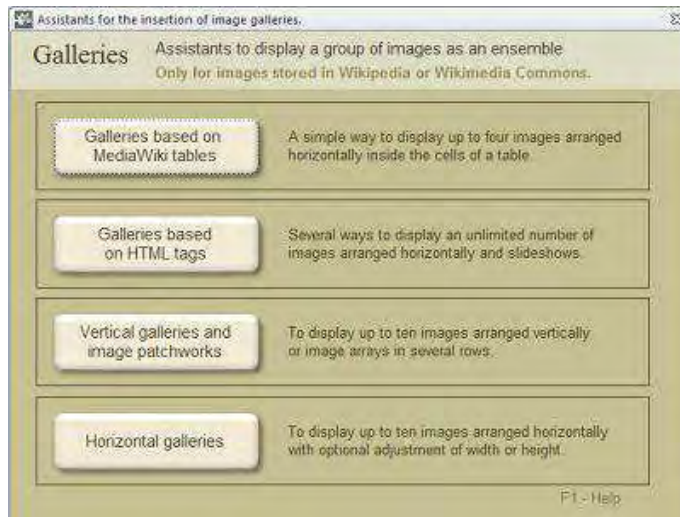 Assistants for the insertion of image galleries.
Galleries
Assistants to display a group of images as an ensemble
Only for images stored in Wikipedia or Wikimedia Commons.
Galleries based on
MediaWiki tables
A simple way to display up to four images arranged
horizontally inside the cells of a table.
Galleries based
on HTML tags
Several ways to display an unlimited number of
images arranged horizontally and slideshows.
Vertical galleries and
image patchworks
To display up to ten images arranged vertically
or image arrays in several rows.
Horizontal galleries
To display up to ten images arranged horizontally
with optional adjustment of width or height.
F1 - Help